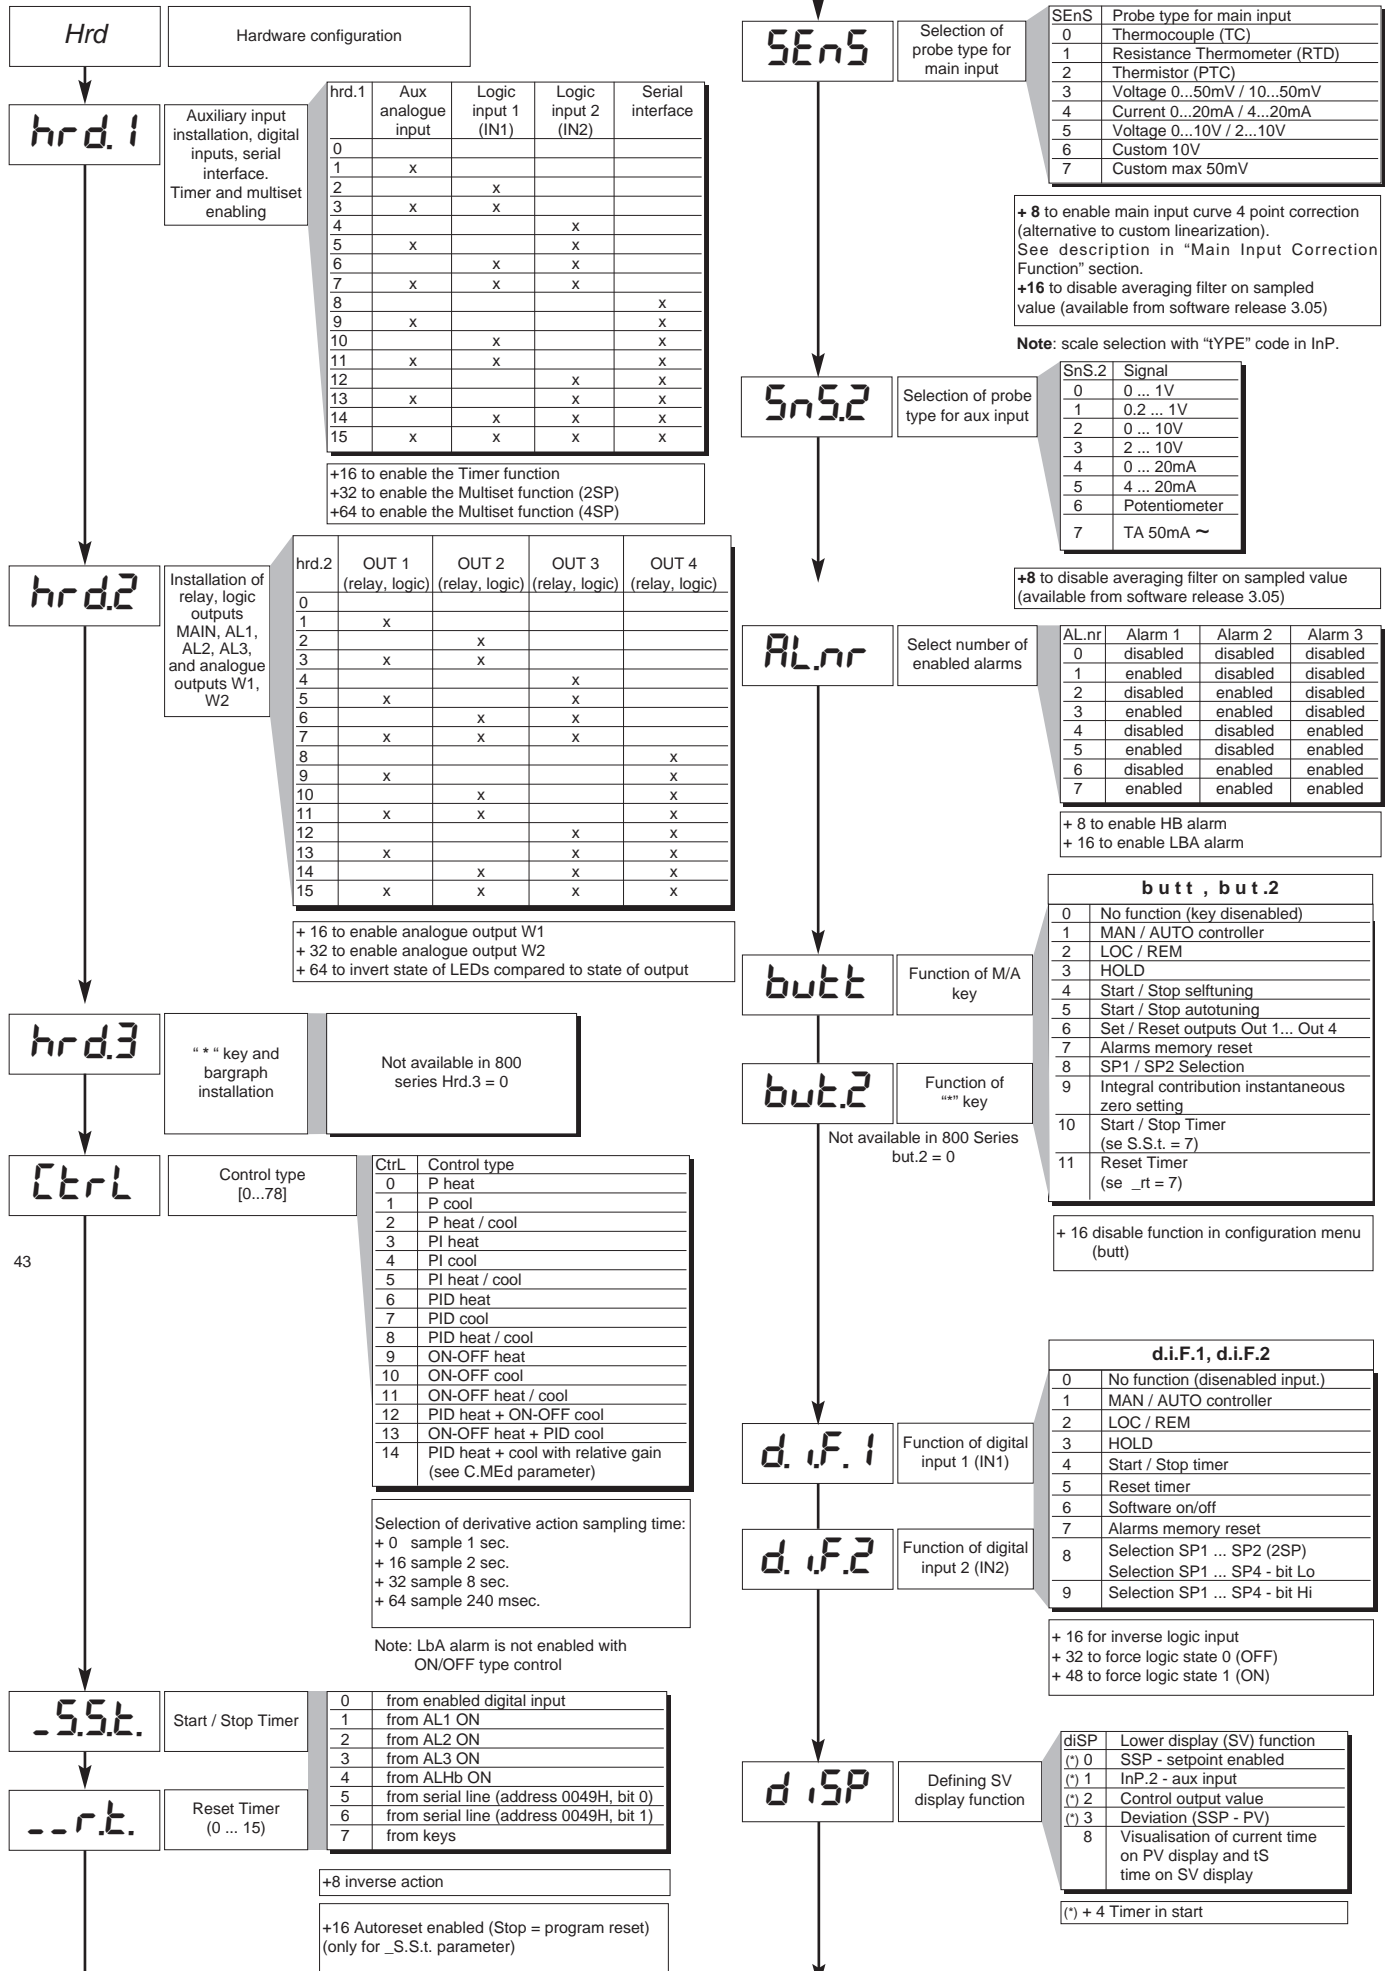 Hrd
Hardware configuration
hrd.1
Auxiliary input
installation, digital
inputs, serial
interface.
Timer and multiset
enabling
hrd.1 Aux analogue input Logic input 1 (IN1) Logic input 2 (IN2) Serial interface
0
1 x
2 x
3 x x
4 x
5 x x
6 x x
7 x x x
8 x
9 x x
10 x x
11 x x x
12 x x
13 x x x
14 x x x
15 x x x x
+16 to enable the Timer function
+32 to enable the Multiset function (2SP)
+64 to enable the Multiset function (4SP)
hrd.2
Installation of
relay, logic
outputs
MAIN, AL1,
AL2, AL3,
and analogue
outputs W1,
W2
hrd.2 OUT 1 OUT 2 OUT 3 OUT 4
(relay, logic) (relay, logic) (relay, logic) (relay, logic)
0
1 x
2 x
3 x x
4 x
5 x x
6 x x
7 x x x
8 x
9 x x
10 x x
11 x x x
12 x x
13 x x x
14 x x x
15 x x x x
+ 16 to enable analogue output W1
+ 32 to enable analogue output W2
+ 64 to invert state of LEDs compared to state of output
hrd.3
“ * “ key and
bargraph
installation
Not available in 800
series Hrd.3 = 0
CtrL
Control type
[0...78]
CtrL Control type
0 P heat
1 P cool
2 P heat / cool
3 PI heat
4 PI cool
5 PI heat / cool
6 PID heat
7 PID cool
8 PID heat / cool
9 ON-OFF heat
10 ON-OFF cool
11 ON-OFF heat / cool
12 PID heat + ON-OFF cool
13 ON-OFF heat + PID cool
14 PID heat + cool with relative gain
(see C.MEd parameter)
43
Selection of derivative action sampling time:
+ 0 sample 1 sec.
+ 16 sample 2 sec.
+ 32 sample 8 sec.
+ 64 sample 240 msec.
Note: LbA alarm is not enabled with
ON/OFF type control
_S.S.t.
Start / Stop Timer
__r.t.
Reset Timer
(0 ... 15)
0 from enabled digital input
1 from AL1 ON
2 from AL2 ON
3 from AL3 ON
4 from ALHb ON
5 from serial line (address 0049H, bit 0)
6 from serial line (address 0049H, bit 1)
7 from keys
+8 inverse action
+16 Autoreset enabled (Stop = program reset)
(only for _S.S.t. parameter)
SEnS
Selection of
probe type for
main input
SEnS Probe type for main input
0 Thermocouple (TC)
1 Resistance Thermometer (RTD)
2 Thermistor (PTC)
3 Voltage 0...50mV / 10...50mV
4 Current 0...20mA / 4...20mA
5 Voltage 0...10V / 2...10V
6 Custom 10V
7 Custom max 50mV
+ 8 to enable main input curve 4 point correction
(alternative to custom linearization).
See description in “Main Input Correction
Function” section.
+16 to disable averaging filter on sampled
value (available from software release 3.05)
Note: scale selection with “tYPE” code in InP.
SnS.2
Selection of probe
type for aux input
SnS.2 Signal
0 0 ... 1V
1 0.2 ... 1V
2 0 ... 10V
3 2 ... 10V
4 0 ... 20mA
5 4 ... 20mA
6 Potentiometer
7 TA 50mA ~
+8 to disable averaging filter on sampled value
(available from software release 3.05)
AL.nr
Select number of
enabled alarms
AL.nr Alarm 1 Alarm 2 Alarm 3
0 disabled disabled disabled
1 enabled disabled disabled
2 disabled enabled disabled
3 enabled enabled disabled
4 disabled disabled enabled
5 enabled disabled enabled
6 disabled enabled enabled
7 enabled enabled enabled
+ 8 to enable HB alarm
+ 16 to enable LBA alarm
butt
Function of M/A
key
but.2
Function of
“*” key
Not available in 800 Series
but.2 = 0
butt, but.2
0 No function (key disenabled)
1 MAN / AUTO controller
2 LOC / REM
3 HOLD
4 Start / Stop selftuning
5 Start / Stop autotuning
6 Set / Reset outputs Out 1... Out 4
7 Alarms memory reset
8 SP1 / SP2 Selection
9 Integral contribution instantaneous
zero setting
10 Start / Stop Timer
(se S.S.t. = 7)
11 Reset Timer
(se _rt = 7)
+ 16 disable function in configuration menu
(butt)
d.i.F.1
Function of digital
input 1 (IN1)
d.i.F.2
Function of digital
input 2 (IN2)
d.i.F.1, d.i.F.2
0 No function (disenabled input.)
1 MAN / AUTO controller
2 LOC / REM
3 HOLD
4 Start / Stop timer
5 Reset timer
6 Software on/off
7 Alarms memory reset
8 Selection SP1 ... SP2 (2SP)
Selection SP1 ... SP4 - bit Lo
9 Selection SP1 ... SP4 - bit Hi
+ 16 for inverse logic input
+ 32 to force logic state 0 (OFF)
+ 48 to force logic state 1 (ON)
diSP
Defining SV
display function
diSP Lower display (SV) function
(*) 0 SSP - setpoint enabled
(*) 1 InP.2 - aux input
(*) 2 Control output value
(*) 3 Deviation (SSP - PV)
8 Visualisation of current time
on PV display and tS
time on SV display
(*) + 4 Timer in start